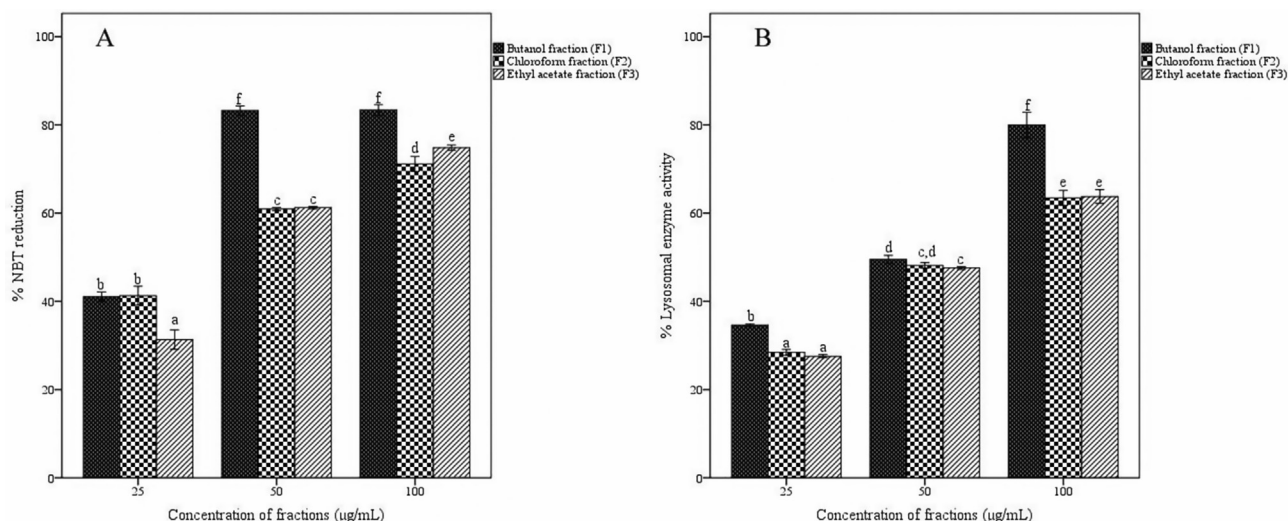 A
100
80
60
40
20
0
% NBT reduction
f
f
e
d
c
c
b
b
a
25
50
100
Concentration of fractions (μg/mL)
Butanol fraction (F1)
Chloroform fraction (F2)
Ethyl acetate fraction (F3)
B
100
80
60
40
20
0
% Lysosomal enzyme activity
f
e
e
d
c,d
c
b
a
a
25
50
100
Concentration of fractions (μg/mL)
Butanol fraction (F1)
Chloroform fraction (F2)
Ethyl acetate fraction (F3)